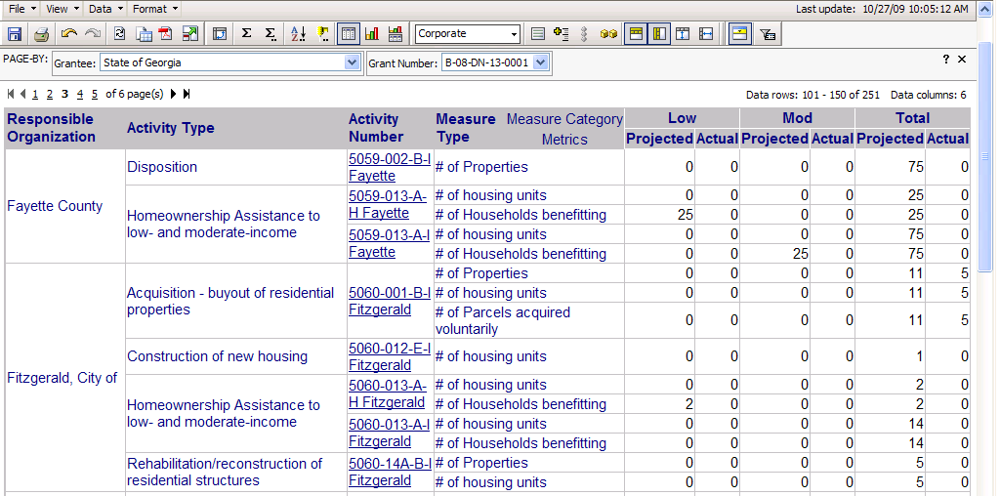 File View Data Format Last update: 10/27/09 10:05:12 AM
Corporate
PAGE-BY: Grantee: State of Georgia Grant Number: B-08-DN-13-0001 ?
1 2 3 4 5 of 6 page(s) Data rows: 101 - 150 of 251 Data columns: 6
Responsible Organization Activity Type Activity Number Measure Type Measure Category Metrics Low Mod Total
Projected Actual Projected Actual Projected Actual
Fayette County
Disposition 5059-002-B-I Fayette # of Properties 0 0 0 0 75 0
Homeownership Assistance to low- and moderate-income
5059-013-A-H Fayette # of housing units 0 0 0 0 25 0
# of Households benefitting 25 0 0 0 25 0
5059-013-A-I Fayette # of housing units 0 0 0 0 75 0
# of Households benefitting 0 0 25 0 75 0
Fitzgerald, City of
Acquisition - buyout of residential properties
5060-001-B-I Fitzgerald # of Properties 0 0 0 0 11 5
# of housing units 0 0 0 0 11 5
# of Parcels acquired voluntarily 0 0 0 0 11 5
Construction of new housing 5060-012-E-I Fitzgerald # of housing units 0 0 0 0 1 0
Homeownership Assistance to low- and moderate-income
5060-013-A-H Fitzgerald # of housing units 0 0 0 0 2 0
# of Households benefitting 2 0 0 0 2 0
5060-013-A-I Fitzgerald # of housing units 0 0 0 0 14 0
# of Households benefitting 0 0 0 0 14 0
Rehabilitation/reconstruction of residential structures
5060-14A-B-I Fitzgerald # of Properties 0 0 0 0 5 0
# of housing units 0 0 0 0 5 0